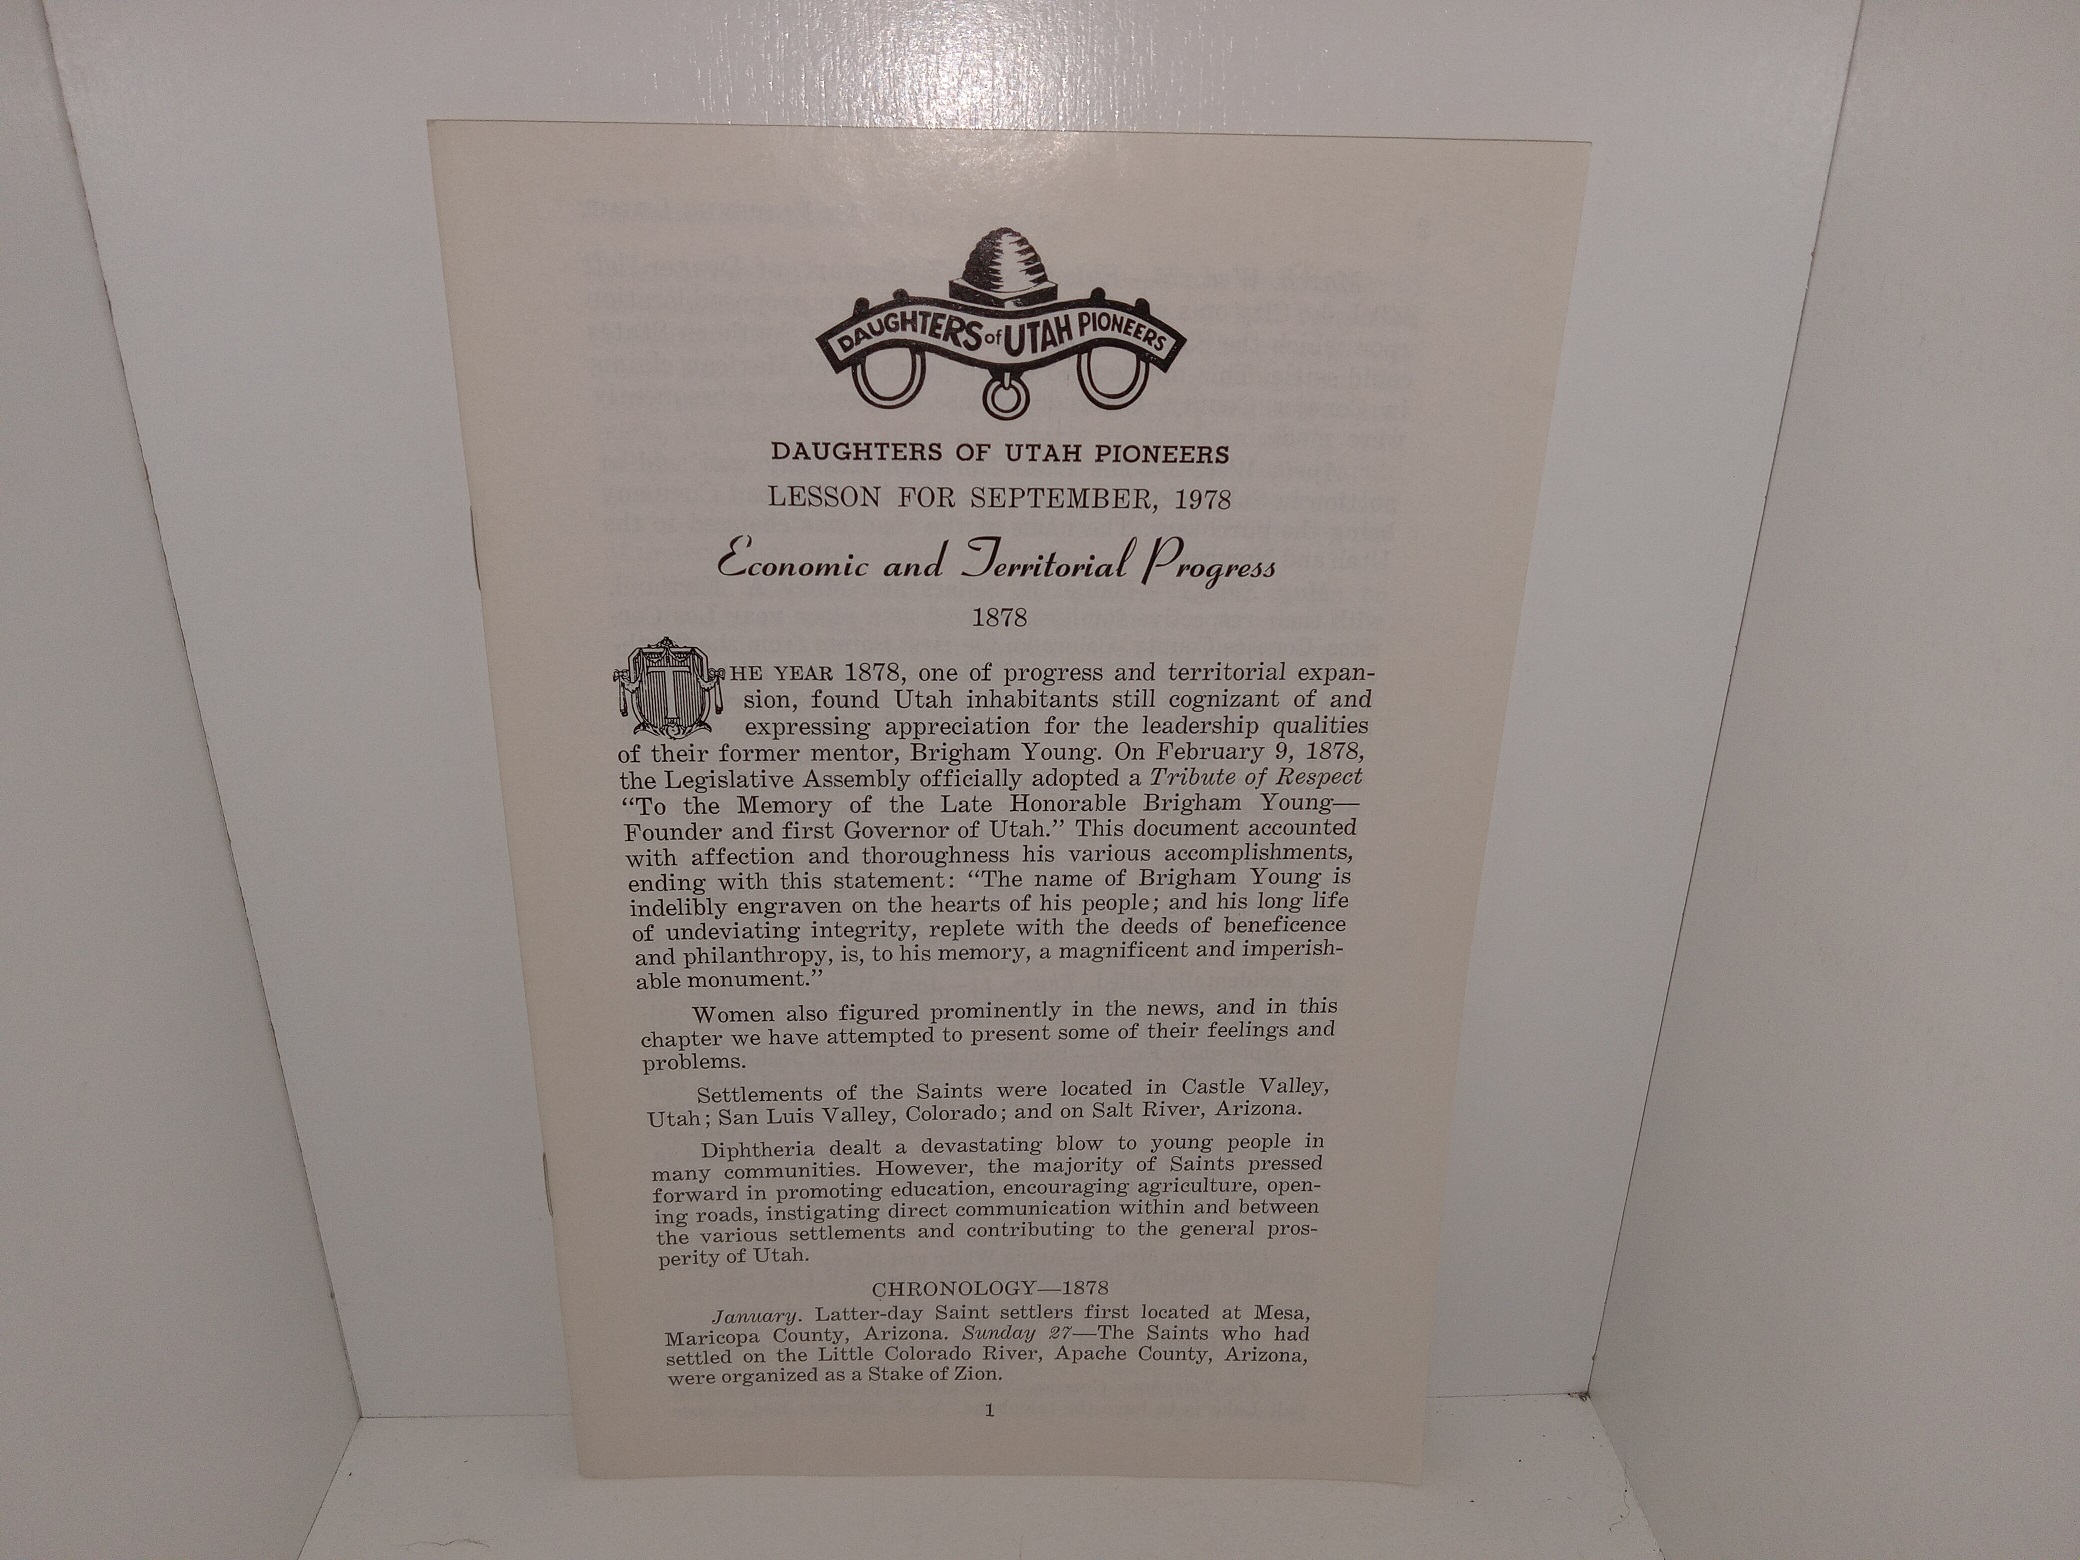 DAUGHTERS of UTAH PIONEERS
DAUGHTERS OF UTAH PIONEERS
LESSON FOR SEPTEMBER, 1978
Economic and Territorial Progress
1878
THE YEAR 1878, one of progress and territorial expan-
sion, found Utah inhabitants still cognizant of and
expressing appreciation for the leadership qualities
of their former mentor, Brigham Young. On February 9, 1878,
the Legislative Assembly officially adopted a Tribute of Respect
“To the Memory of the Late Honorable Brigham Young—
Founder and first Governor of Utah.” This document accounted
with affection and thoroughness his various accomplishments,
ending with this statement: “The name of Brigham Young is
indelibly engraven on the hearts of his people; and his long life
of undeviating integrity, replete with the deeds of beneficence
and philanthropy, is, to his memory, a magnificent and imperish-
able monument.”
Women also figured prominently in the news, and in this
chapter we have attempted to present some of their feelings and
problems.
Settlements of the Saints were located in Castle Valley,
Utah; San Luis Valley, Colorado; and on Salt River, Arizona.
Diphtheria dealt a devastating blow to young people in
many communities. However, the majority of Saints pressed
forward in promoting education, encouraging agriculture, open-
ing roads, instigating direct communication within and between
the various settlements and contributing to the general pros-
perity of Utah.
CHRONOLOGY—1878
January. Latter-day Saint settlers first located at Mesa,
Maricopa County, Arizona. Sunday 27—The Saints who had
settled on the Little Colorado River, Apache County, Arizona,
were organized as a Stake of Zion.
1